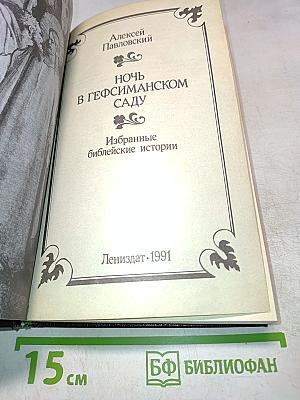 Алексей
Павловский
НОЧЬ
В ГЕФСИМАНСКОМ
САДУ
Избранные
библейские истории
Лениздат·1991
15 см
БФ БИБЛИОФАН